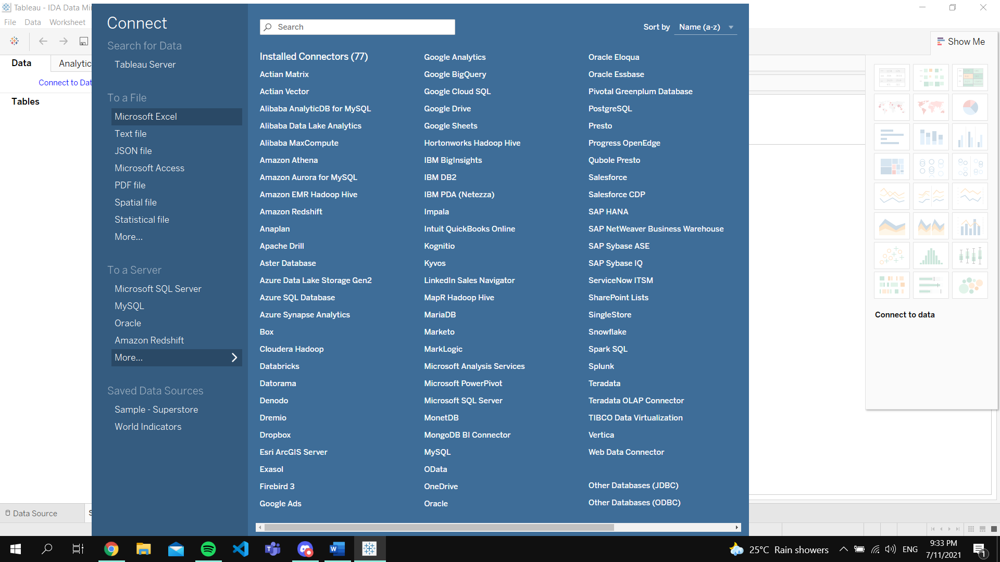 Tableau - IDA Data Mi
File Data Worksheet
Data
Analytic
Connect to Dat
Tables
Connect
Search for Data
Tableau Server
To a File
Microsoft Excel
Text file
JSON file
Microsoft Access
PDF file
Spatial file
Statistical file
More...
To a Server
Microsoft SQL Server
MySQL
Oracle
Amazon Redshift
More...
Saved Data Sources
Sample - Superstore
World Indicators
Search
Sort by Name (a-z)
Installed Connectors (77)
Actian Matrix
Actian Vector
Alibaba AnalyticDB for MySQL
Alibaba Data Lake Analytics
Alibaba MaxCompute
Amazon Athena
Amazon Aurora for MySQL
Amazon EMR Hadoop Hive
Amazon Redshift
Anaplan
Apache Drill
Aster Database
Azure Data Lake Storage Gen2
Azure SQL Database
Azure Synapse Analytics
Box
Cloudera Hadoop
Databricks
Datorama
Denodo
Dremio
Dropbox
Esri ArcGIS Server
Exasol
Firebird 3
Google Ads
Google Analytics
Google BigQuery
Google Cloud SQL
Google Drive
Google Sheets
Hortonworks Hadoop Hive
IBM BigInsights
IBM DB2
IBM PDA (Netezza)
Impala
Intuit QuickBooks Online
Kognitio
Kyvos
LinkedIn Sales Navigator
MapR Hadoop Hive
MariaDB
Marketo
MarkLogic
Microsoft Analysis Services
Microsoft PowerPivot
Microsoft SQL Server
MonetDB
MongoDB BI Connector
MySQL
OData
OneDrive
Oracle
Oracle Eloqua
Oracle Essbase
Pivotal Greenplum Database
PostgreSQL
Presto
Progress OpenEdge
Qubole Presto
Salesforce
Salesforce CDP
SAP HANA
SAP NetWeaver Business Warehouse
SAP Sybase ASE
SAP Sybase IQ
ServiceNow ITSM
SharePoint Lists
SingleStore
Snowflake
Spark SQL
Splunk
Teradata
Teradata OLAP Connector
TIBCO Data Virtualization
Vertica
Web Data Connector
Other Databases (JDBC)
Other Databases (ODBC)
Show Me
Connect to data
Data Source
S
25°C Rain showers
ENG
9:33 PM
7/11/2021
1